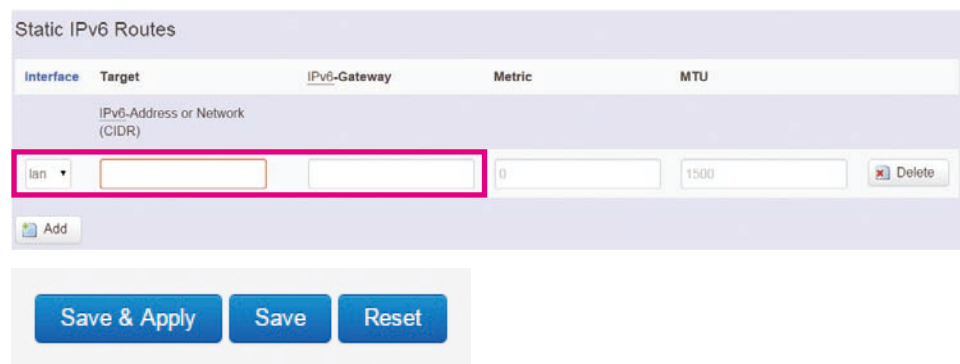 Static IPv6 Routes
Interface Target IPv6-Gateway Metric MTU
IPv6-Address or Network
(CIDR)
lan 0 1500 Delete
Add
Save & Apply Save Reset